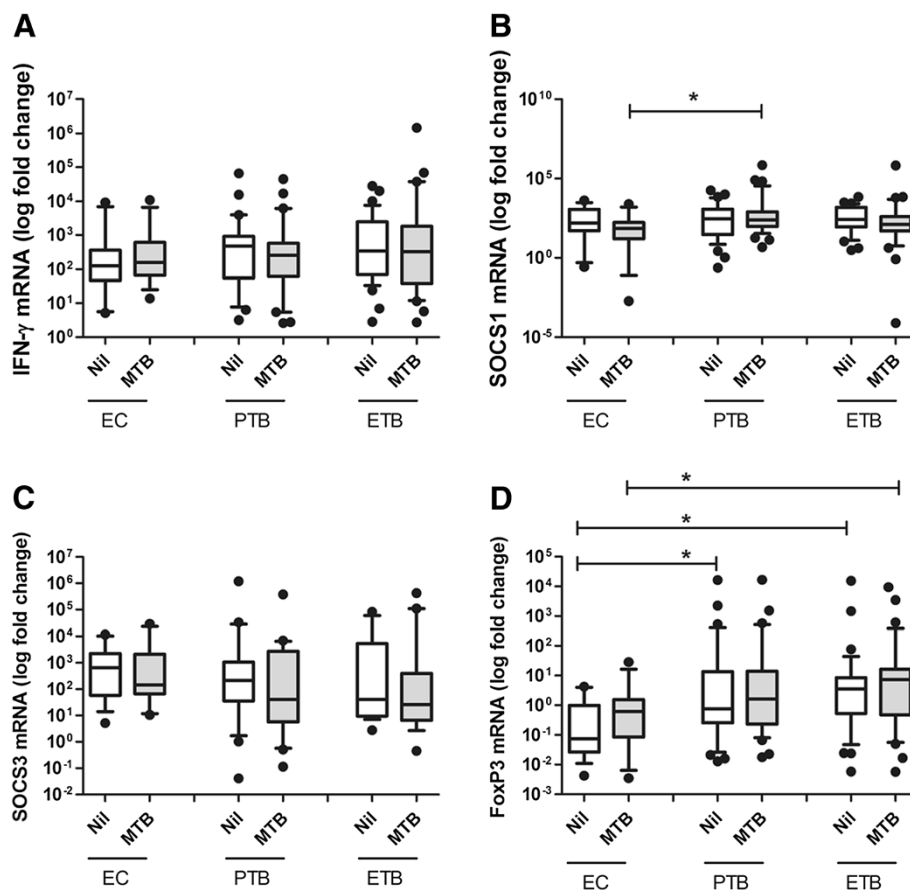 A
IFN-γ mRNA (log fold change)
10⁷
10⁶
10⁵
10⁴
10³
10²
10¹
10⁰
Nil MTB Nil MTB Nil MTB
EC PTB ETB
B
SOCS1 mRNA (log fold change)
10¹⁰
10⁵
10⁰
10⁻⁵
*
Nil MTB Nil MTB Nil MTB
EC PTB ETB
C
SOCS3 mRNA (log fold change)
10⁷
10⁶
10⁵
10⁴
10³
10²
10¹
10⁰
10⁻¹
10⁻²
Nil MTB Nil MTB Nil MTB
EC PTB ETB
D
*
*
*
FoxP3 mRNA (log fold change)
10⁵
10⁴
10³
10²
10¹
10⁰
10⁻¹
10⁻²
10⁻³
Nil MTB Nil MTB Nil MTB
EC PTB ETB